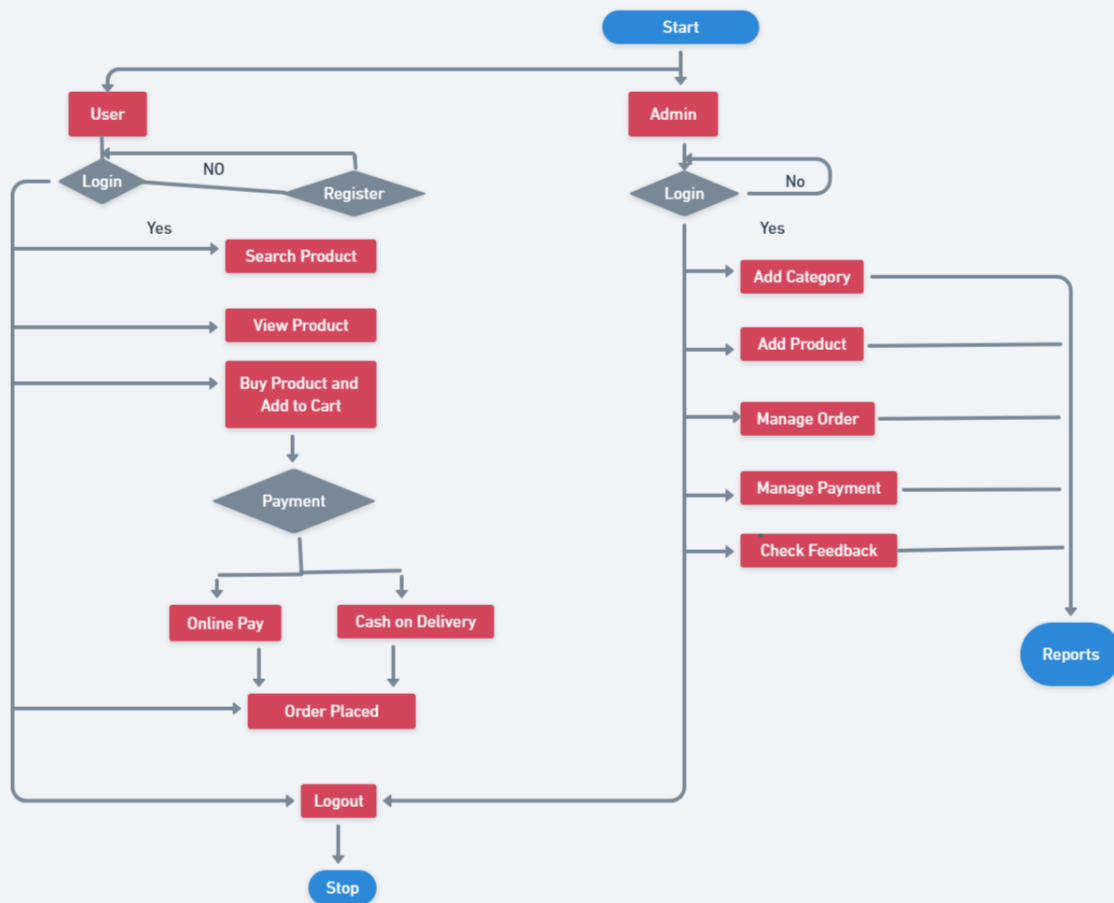 Start
User
Admin
Login
NO
Register
Login
No
Yes
Yes
Search Product
Add Category
View Product
Add Product
Buy Product and
Add to Cart
Manage Order
Payment
Manage Payment
Check Feedback
Online Pay
Cash on Delivery
Reports
Order Placed
Logout
Stop